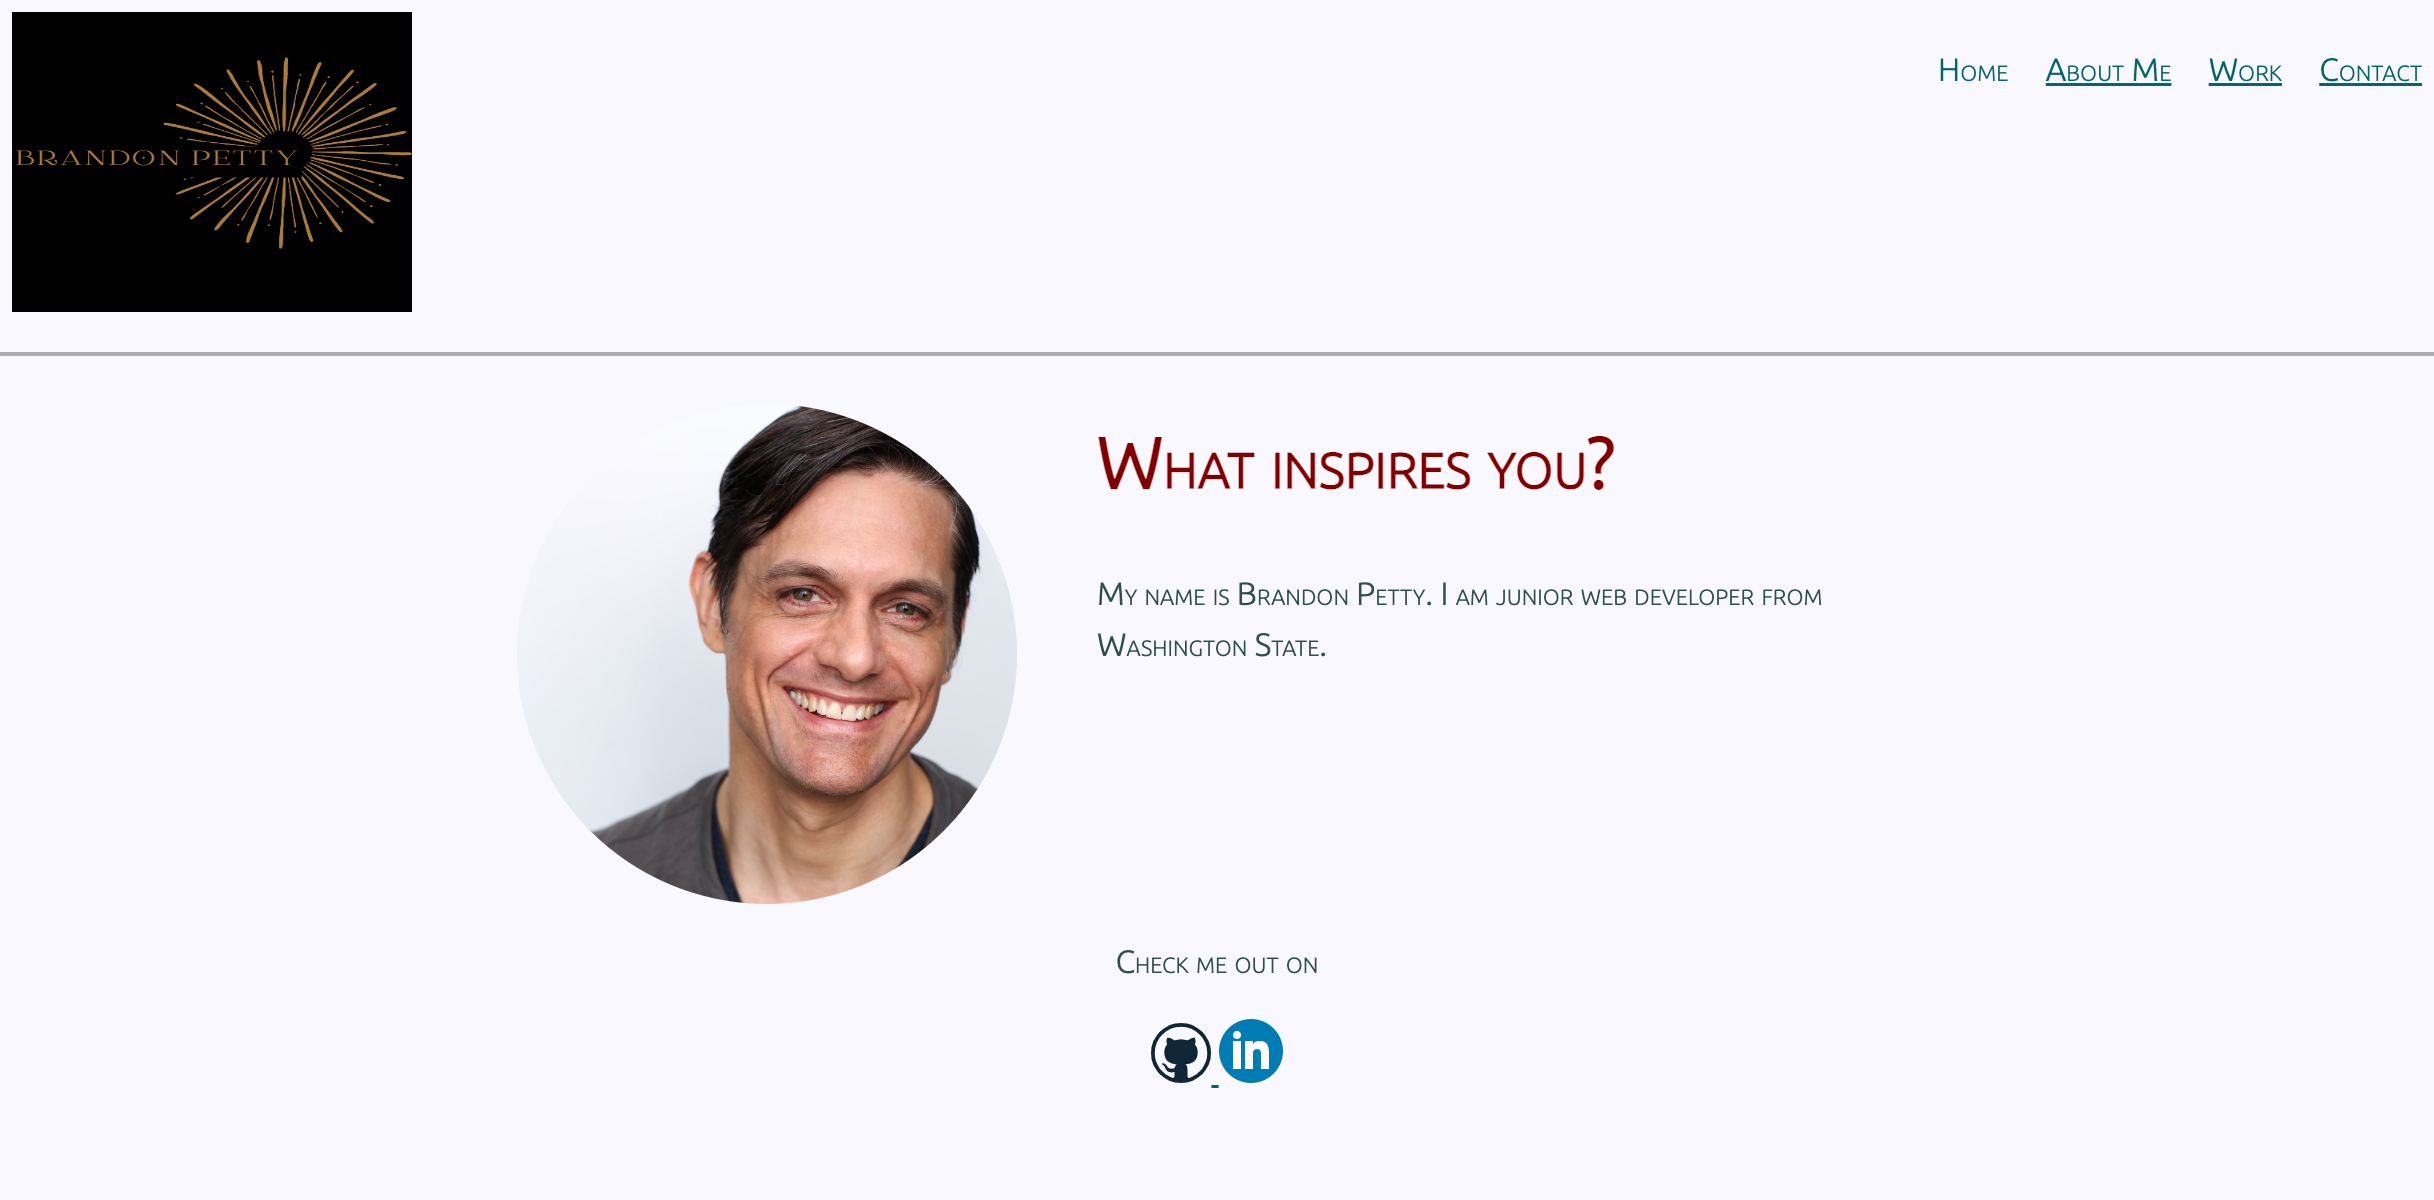 BRANDON PETTY
Home About Me Work Contact
What inspires you?
My name is Brandon Petty. I am junior web developer from
Washington State.
Check me out on
in